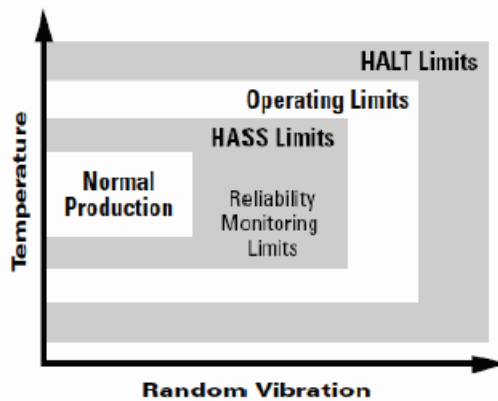 HALT Limits
Operating Limits
HASS Limits
Normal
Production
Reliability
Monitoring
Limits
Temperature
Random Vibration